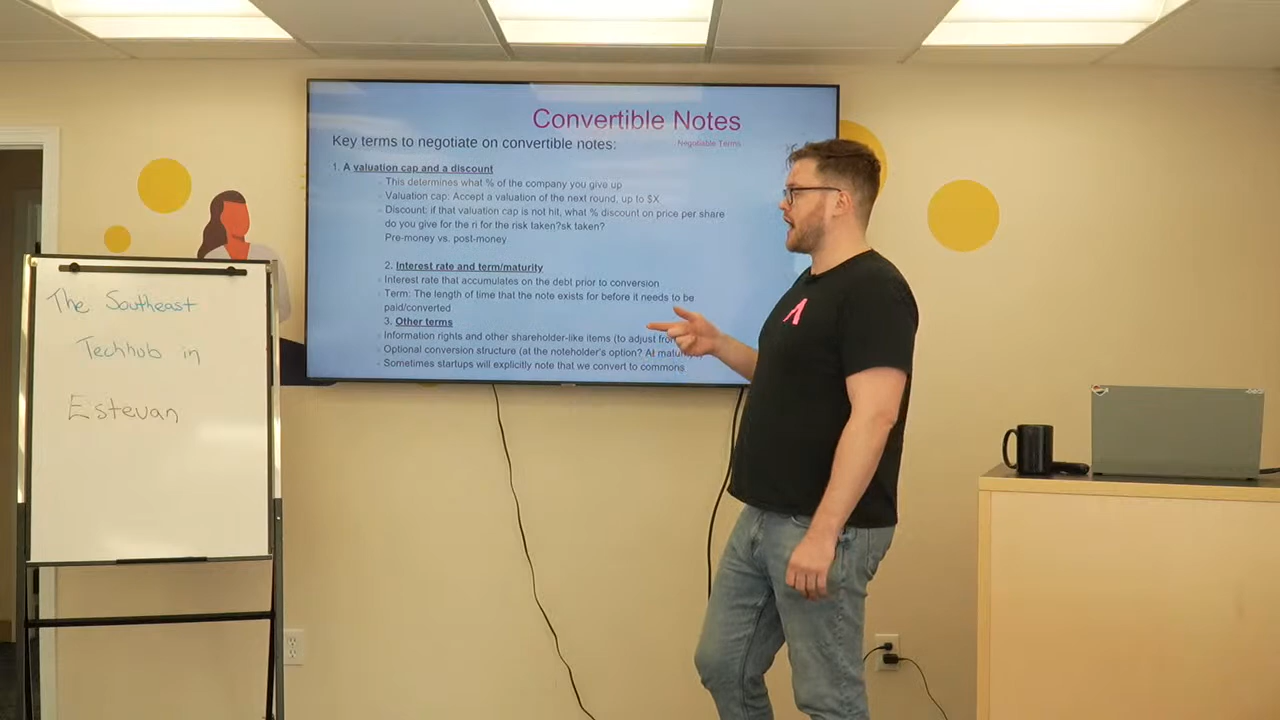 The Southeast
Techhub in
Estevan
Convertible Notes
Negotiable Terms
Key terms to negotiate on convertible notes:
1. A valuation cap and a discount
This determines what % of the company you give up
Valuation cap: Accept a valuation of the next round, up to $X
Discount: if that valuation cap is not hit, what % discount on price per share
do you give for the ri for the risk taken?sk taken?
Pre-money vs. post-money
2. Interest rate and term/maturity
Interest rate that accumulates on the debt prior to conversion
Term: The length of time that the note exists for before it needs to be
paid/converted
3. Other terms
Information rights and other shareholder-like items (to adjust
Optional conversion structure (at the noteholder's option? At
Sometimes startups will explicitly note that we convert to commons